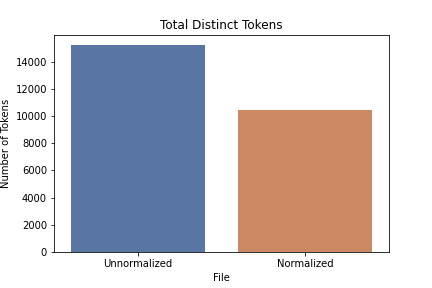 Total Distinct Tokens
Number of Tokens
14000
12000
10000
8000
6000
4000
2000
0
Unnormalized
Normalized
File